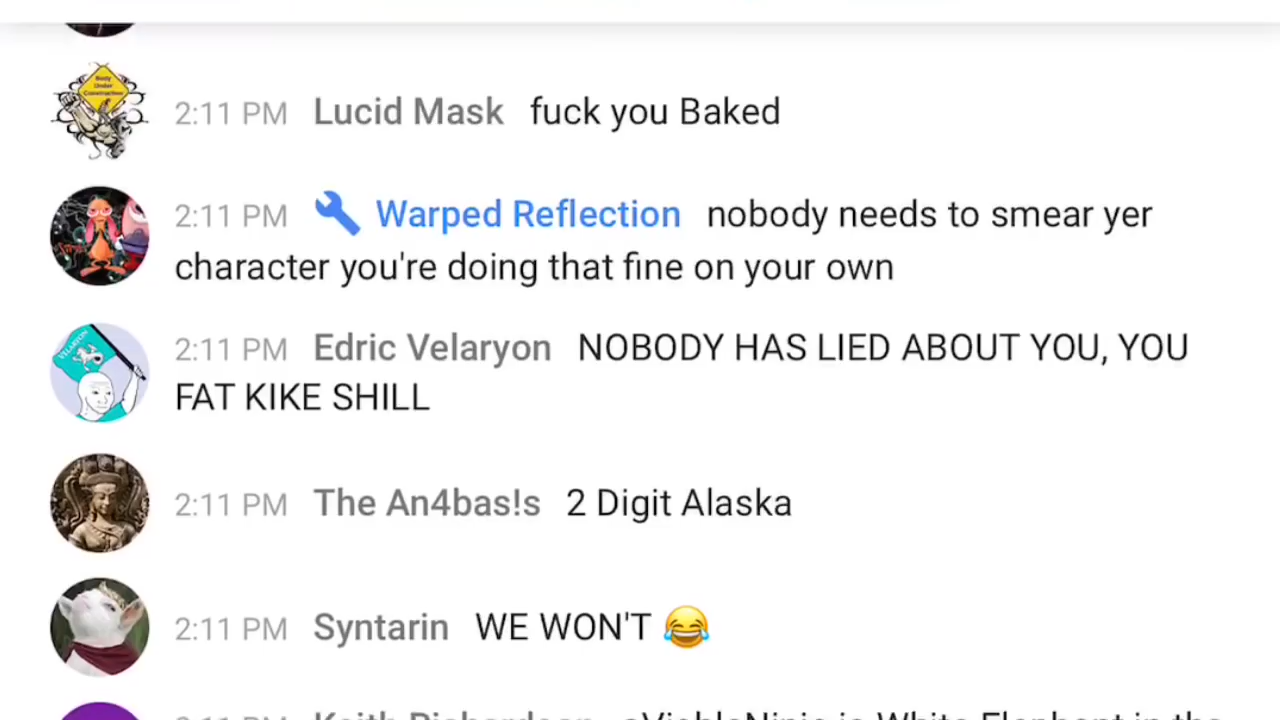 2:11 PM Lucid Mask fuck you Baked
2:11 PM Warped Reflection nobody needs to smear yer
character you're doing that fine on your own
2:11 PM Edric Velaryon NOBODY HAS LIED ABOUT YOU, YOU
FAT KIKE SHILL
2:11 PM The An4bas!s 2 Digit Alaska
2:11 PM Syntarin WE WON'T 😂